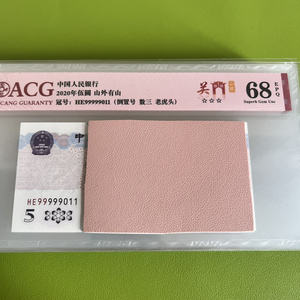 ACG
CANG GUARANTY
中国人民银行
2020年伍圓 山外有山
冠号: HE99999011 (倒置号 数三 老虎头)
吴門
68
EPQ
Superb Gem Unc
中
HE99999011
5